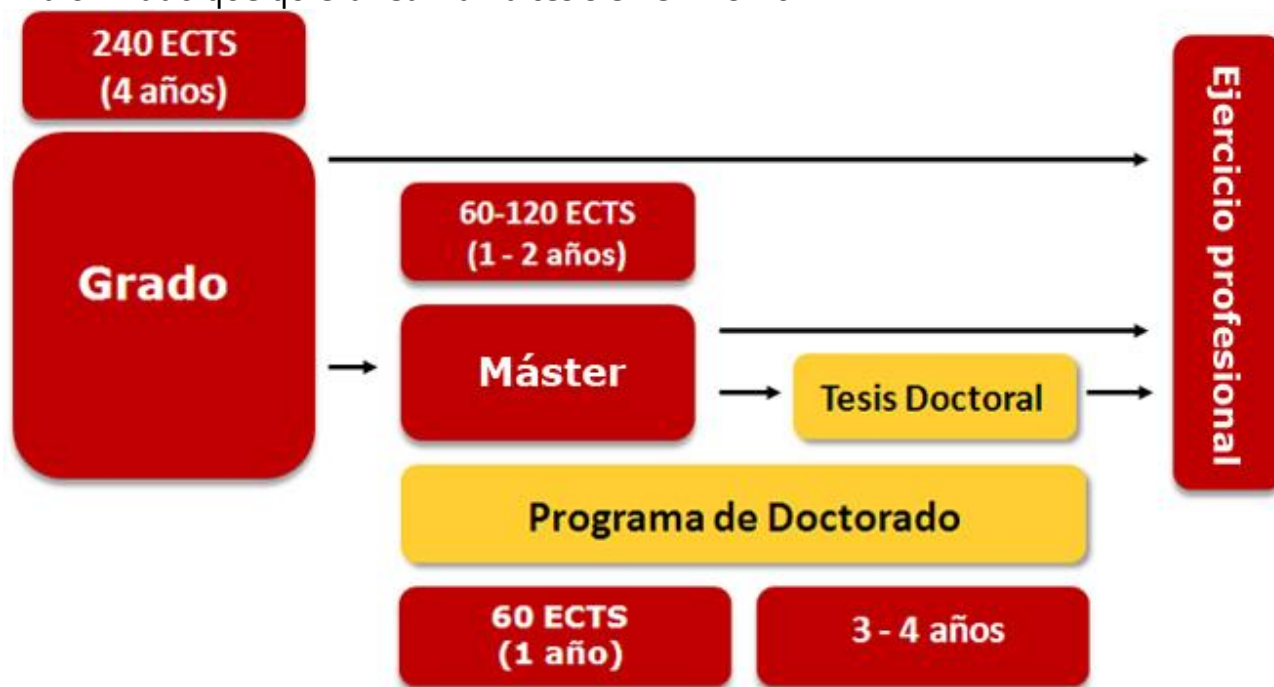 240 ECTS
(4 años)
Grado
60-120 ECTS
(1 - 2 años)
Máster
Tesis Doctoral
Programa de Doctorado
60 ECTS
(1 año)
3 - 4 años
Ejercicio profesional